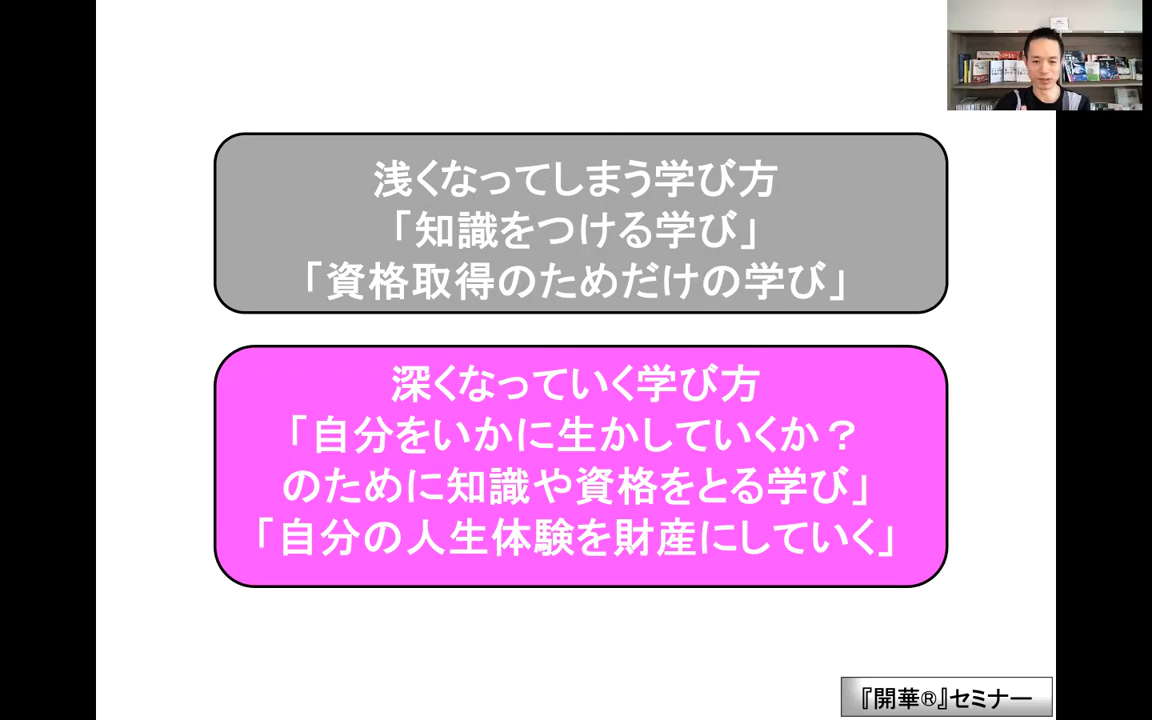 浅くなってしまう学び方
「知識をつける学び」
「資格取得のためだけの学び」
深くなっていく学び方
「自分をいかに生かしていくか？
のために知識や資格をとる学び」
「自分の人生体験を財産にしていく」
『開華®』セミナー